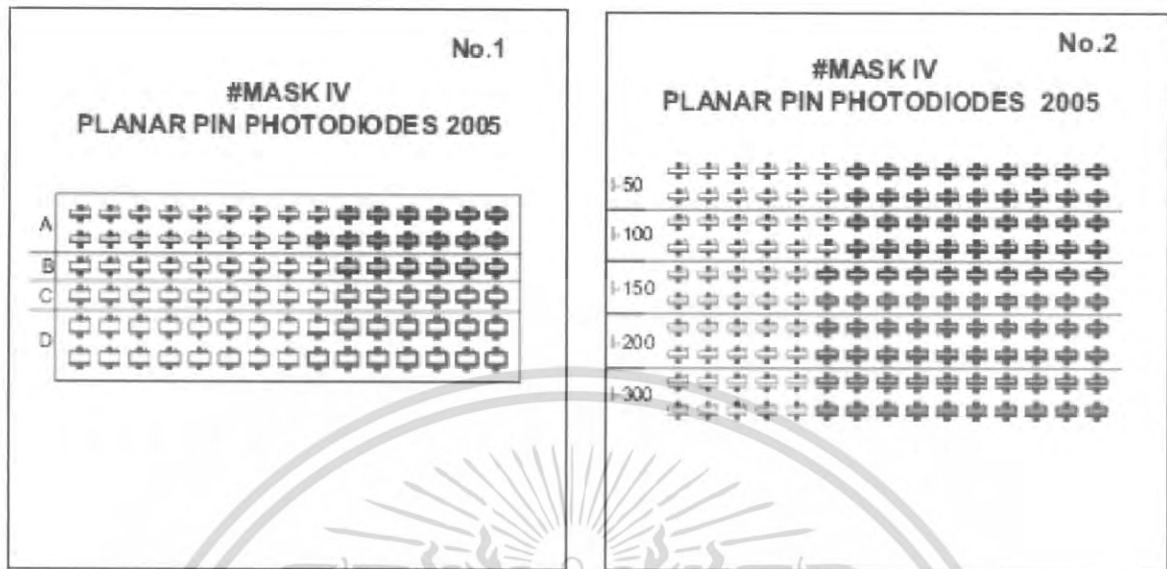 No.1
#MASK IV
PLANAR PIN PHOTODIODES 2005
A
B
C
D
No.2
#MASK IV
PLANAR PIN PHOTODIODES 2005
i-50
i-100
i-150
i-200
i-300